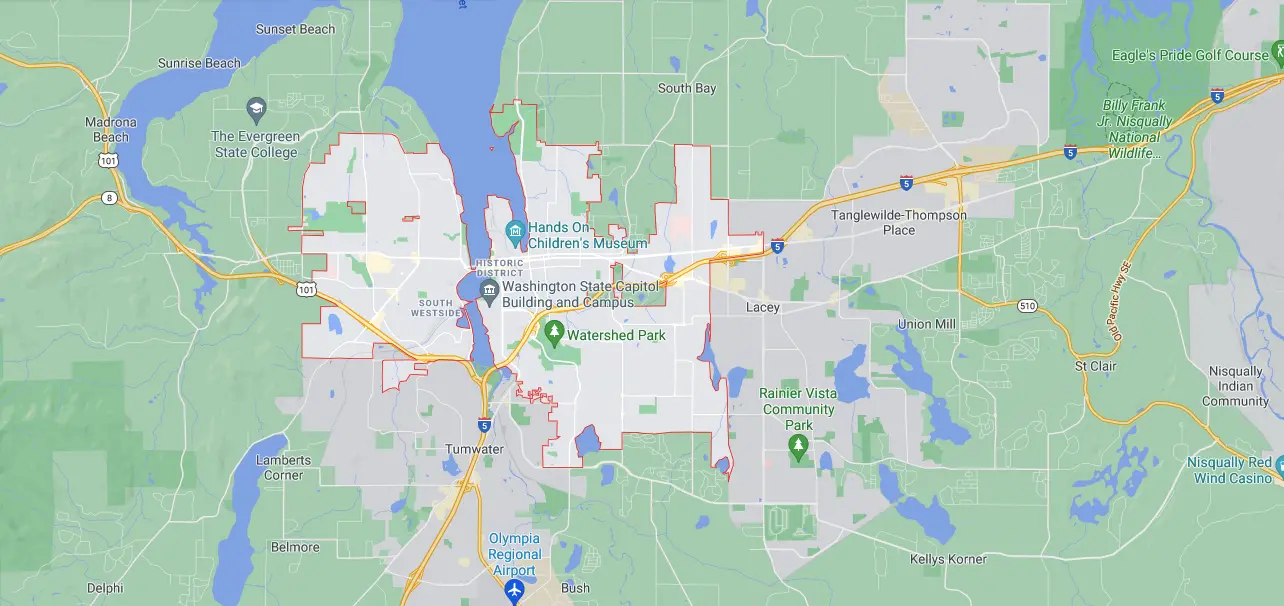 Sunset Beach
Sunrise Beach
The Evergreen
State College
Madrona
Beach
101
8
South Bay
Eagle's Pride Golf Course
5
Billy Frank
Jr. Nisqually
National
Wildlife...
5
5
Tanglewilde-Thompson
Place
5
Hands On
Children's Museum
HISTORIC
DISTRICT
Washington State Capitol
Building and Campus
101
SOUTH
WESTSIDE
Watershed Park
Lacey
Union Mill
510
Old Pacific Hwy SE
St Clair
Nisqually
Indian
Community
Rainier Vista
Community
Park
5
Tumwater
Lamberts
Corner
Nisqually Red
Wind Casino
Olympia
Regional
Airport
Belmore
Delphi
Bush
Kellys Korner